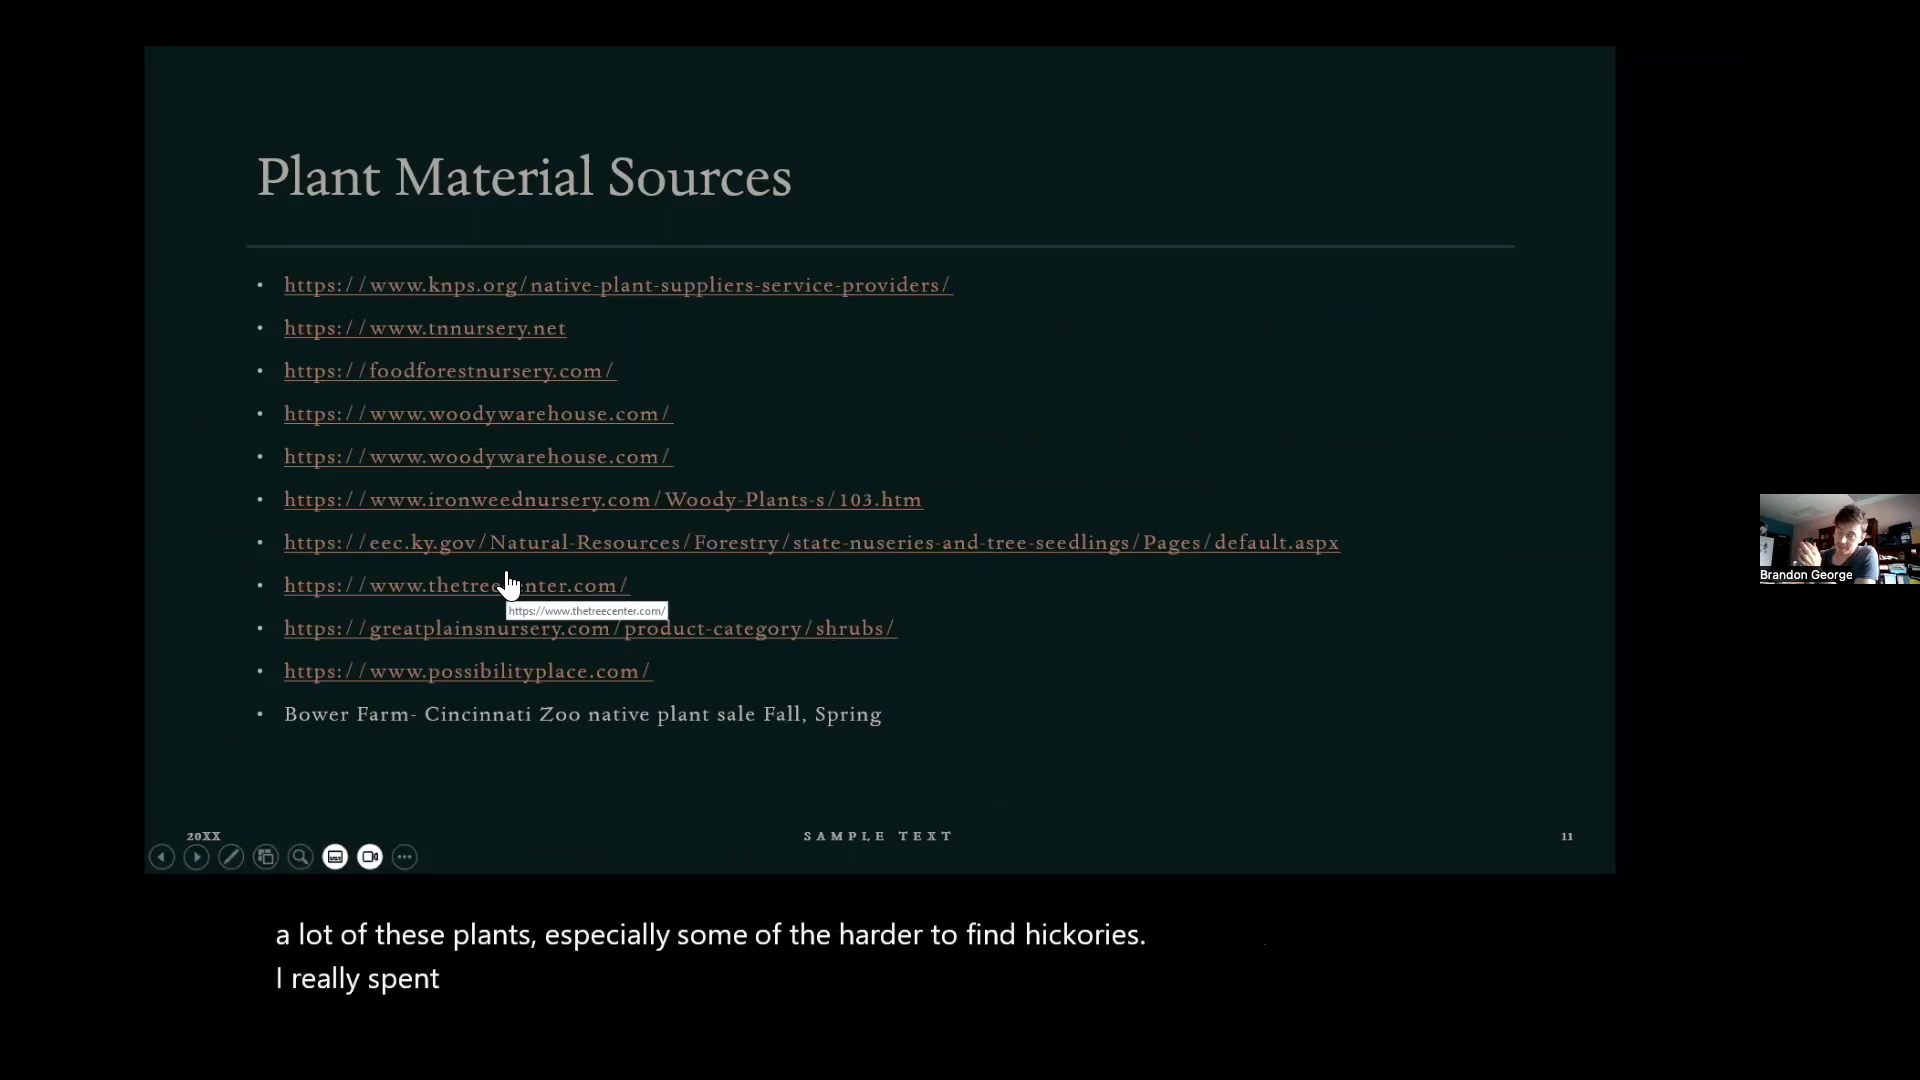 Plant Material Sources
• https://www.knps.org/native-plant-suppliers-service-providers/
• https://www.tnnursery.net
• https://foodforestnursery.com/
• https://www.woodywarehouse.com/
• https://www.woodywarehouse.com/
• https://www.ironweednursery.com/Woody-Plants-s/103.htm
• https://eec.ky.gov/Natural-Resources/Forestry/state-nuseries-and-tree-seedlings/Pages/default.aspx
• https://www.thetreecenter.com/
https://www.thetreecenter.com/
• https://greatplainsnursery.com/product-category/shrubs/
• https://www.possibilityplace.com/
• Bower Farm- Cincinnati Zoo native plant sale Fall, Spring
Brandon George
20XX
SAMPLE TEXT
11
a lot of these plants, especially some of the harder to find hickories.
I really spent